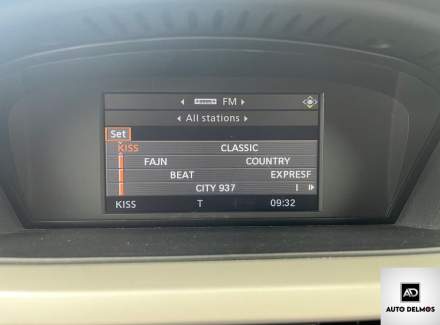 FM
All stations
Set
KISS CLASSIC
FAJN COUNTRY
BEAT EXPRESF
CITY 937
KISS T 09:32
AD
AUTO DELMOS